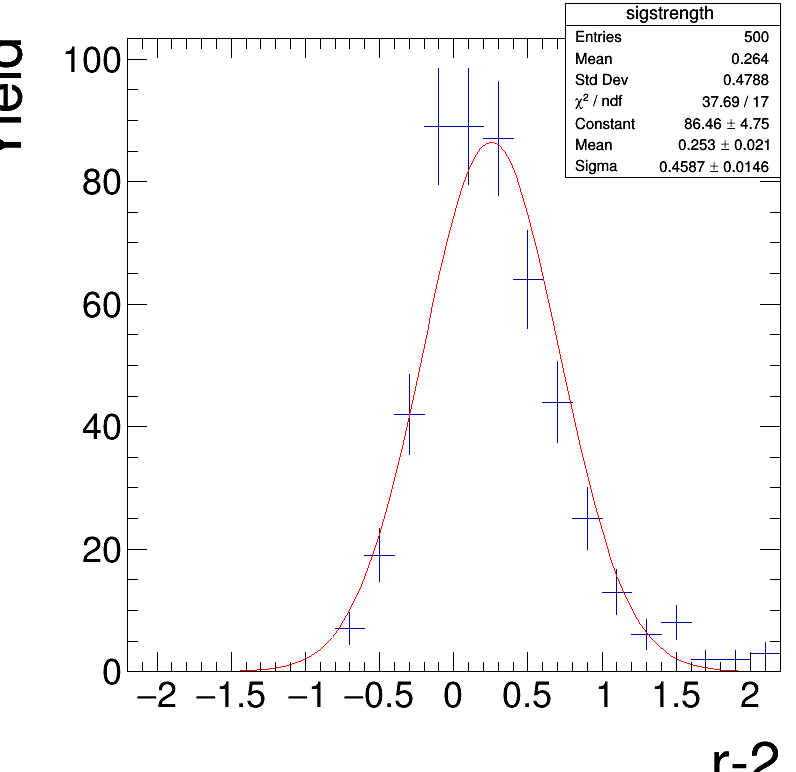 sigstrength
Entries 500
Mean 0.264
Std Dev 0.4788
χ² / ndf 37.69 / 17
Constant 86.46 ± 4.75
Mean 0.253 ± 0.021
Sigma 0.4587 ± 0.0146
Yield
100
80
60
40
20
0
−2 −1.5 −1 −0.5 0 0.5 1 1.5 2
r-2